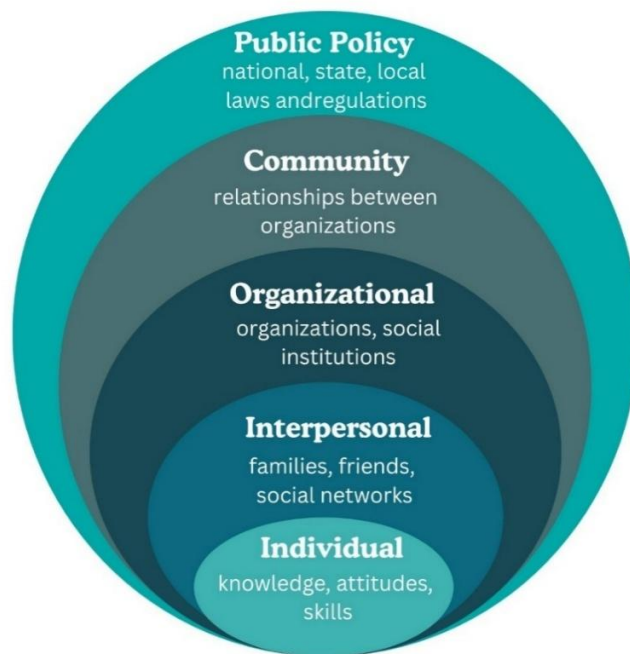 Public Policy
national, state, local
laws andregulations
Community
relationships between
organizations
Organizational
organizations, social
institutions
Interpersonal
families, friends,
social networks
Individual
knowledge, attitudes,
skills